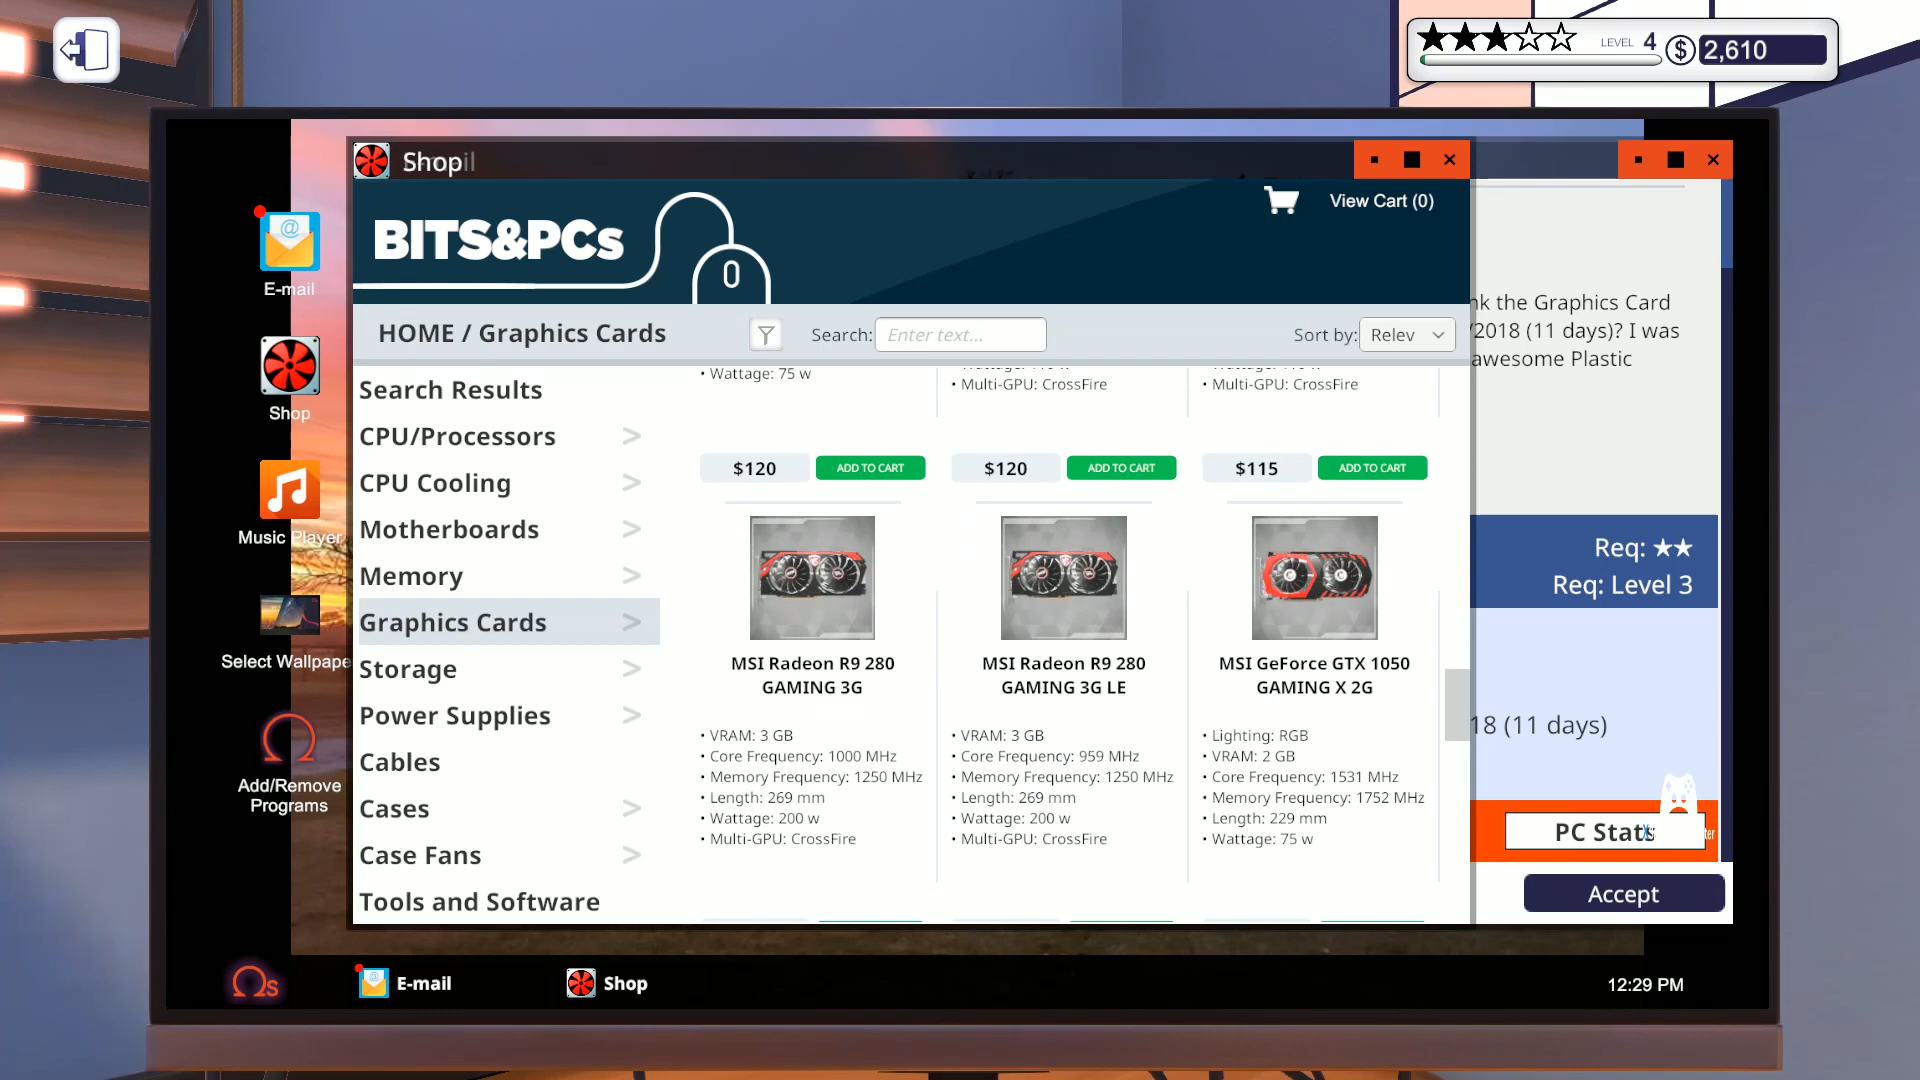 LEVEL 4
2,610
Shop
BITS&PCs
View Cart (0)
HOME / Graphics Cards
Search:
Enter text...
Sort by:
Relev
E-mail
Shop
Music Player
Select Wallpape
Add/Remove
Programs
Search Results
CPU/Processors
CPU Cooling
Motherboards
Memory
Graphics Cards
Storage
Power Supplies
Cables
Cases
Case Fans
Tools and Software
• Wattage: 75 w
• Multi-GPU: CrossFire
• Multi-GPU: CrossFire
$120
ADD TO CART
$120
ADD TO CART
$115
ADD TO CART
MSI Radeon R9 280
GAMING 3G
• VRAM: 3 GB
• Core Frequency: 1000 MHz
• Memory Frequency: 1250 MHz
• Length: 269 mm
• Wattage: 200 w
• Multi-GPU: CrossFire
MSI Radeon R9 280
GAMING 3G LE
• VRAM: 3 GB
• Core Frequency: 959 MHz
• Memory Frequency: 1250 MHz
• Length: 269 mm
• Wattage: 200 w
• Multi-GPU: CrossFire
MSI GeForce GTX 1050
GAMING X 2G
• Lighting: RGB
• VRAM: 2 GB
• Core Frequency: 1531 MHz
• Memory Frequency: 1752 MHz
• Length: 229 mm
• Wattage: 75 w
nk the Graphics Card
/2018 (11 days)? I was
awesome Plastic
Req: ★★
Req: Level 3
18 (11 days)
PC Stats
Accept
E-mail
Shop
12:29 PM